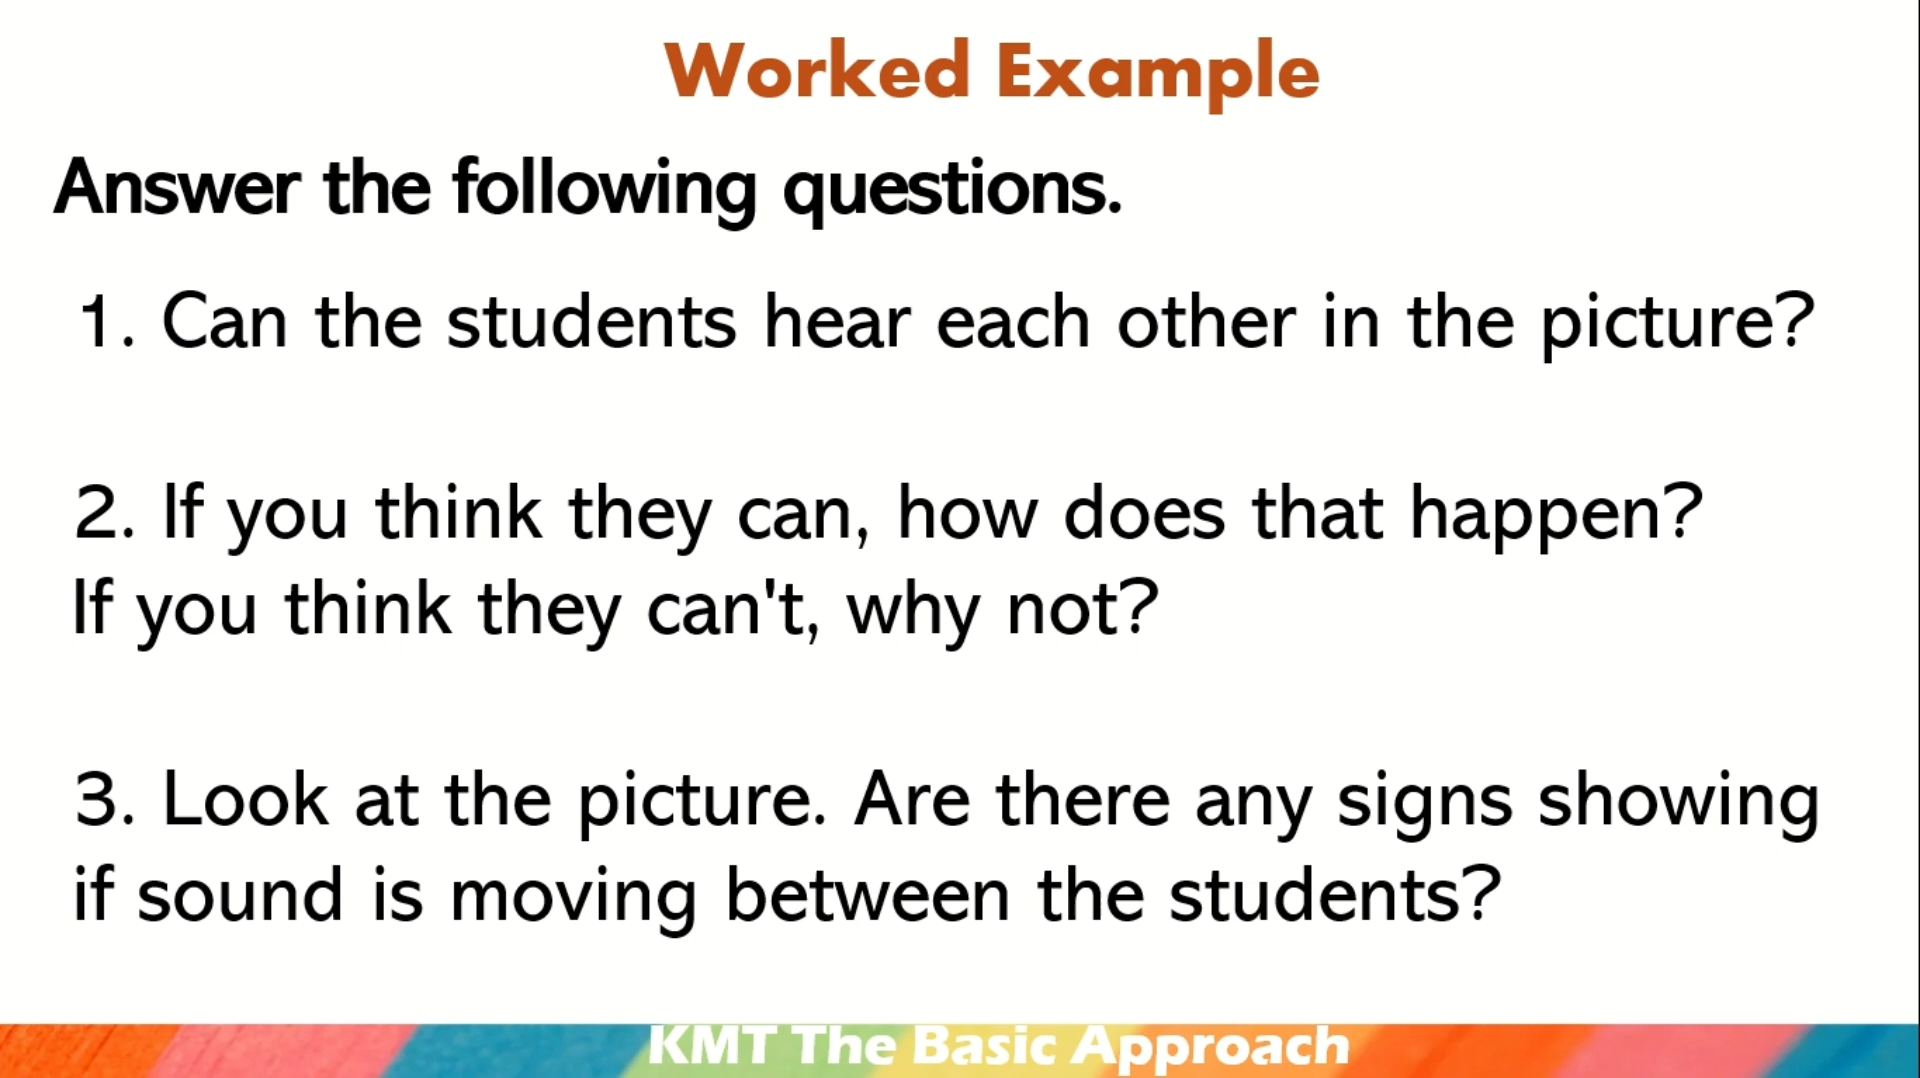 Worked Example
Answer the following questions.
1. Can the students hear each other in the picture?
2. If you think they can, how does that happen?
If you think they can't, why not?
3. Look at the picture. Are there any signs showing
if sound is moving between the students?
KMT The Basic Approach